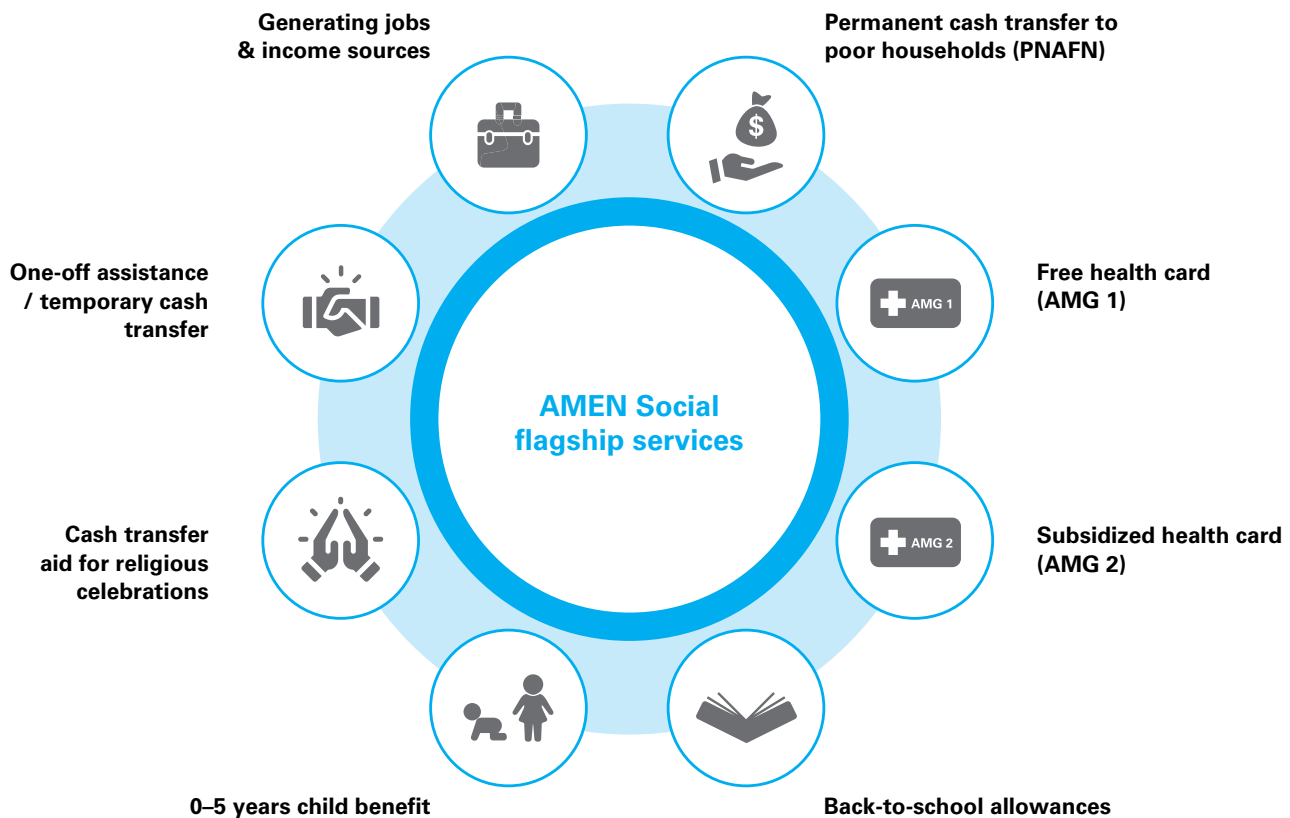 Generating jobs
& income sources
Permanent cash transfer to
poor households (PNAFN)
$
One-off assistance
/ temporary cash
transfer
AMG 1
Free health card
(AMG 1)
AMEN Social
flagship services
Cash transfer
aid for religious
celebrations
AMG 2
Subsidized health card
(AMG 2)
0–5 years child benefit
Back-to-school allowances